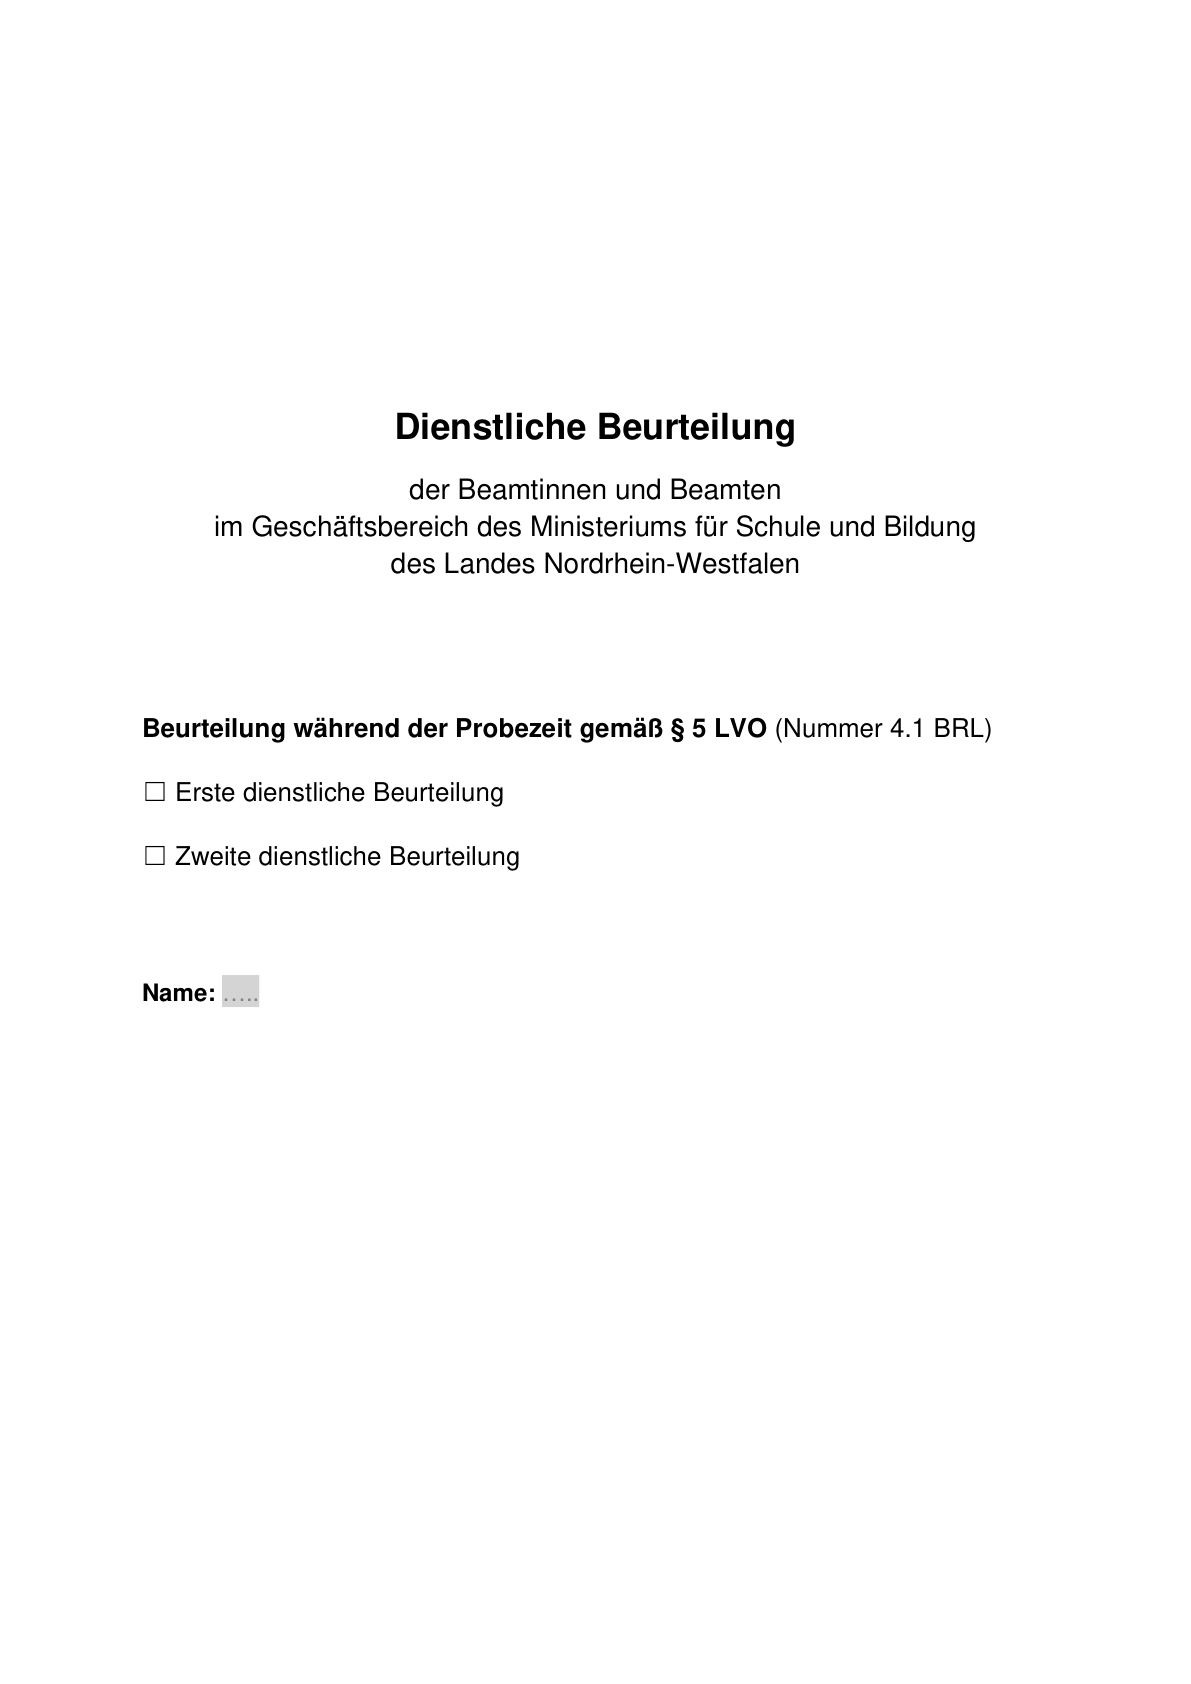 Dienstliche Beurteilung
der Beamtinnen und Beamten
im Geschäftsbereich des Ministeriums für Schule und Bildung
des Landes Nordrhein-Westfalen
Beurteilung während der Probezeit gemäß § 5 LVO (Nummer 4.1 BRL)
☐ Erste dienstliche Beurteilung
☐ Zweite dienstliche Beurteilung
Name: .....